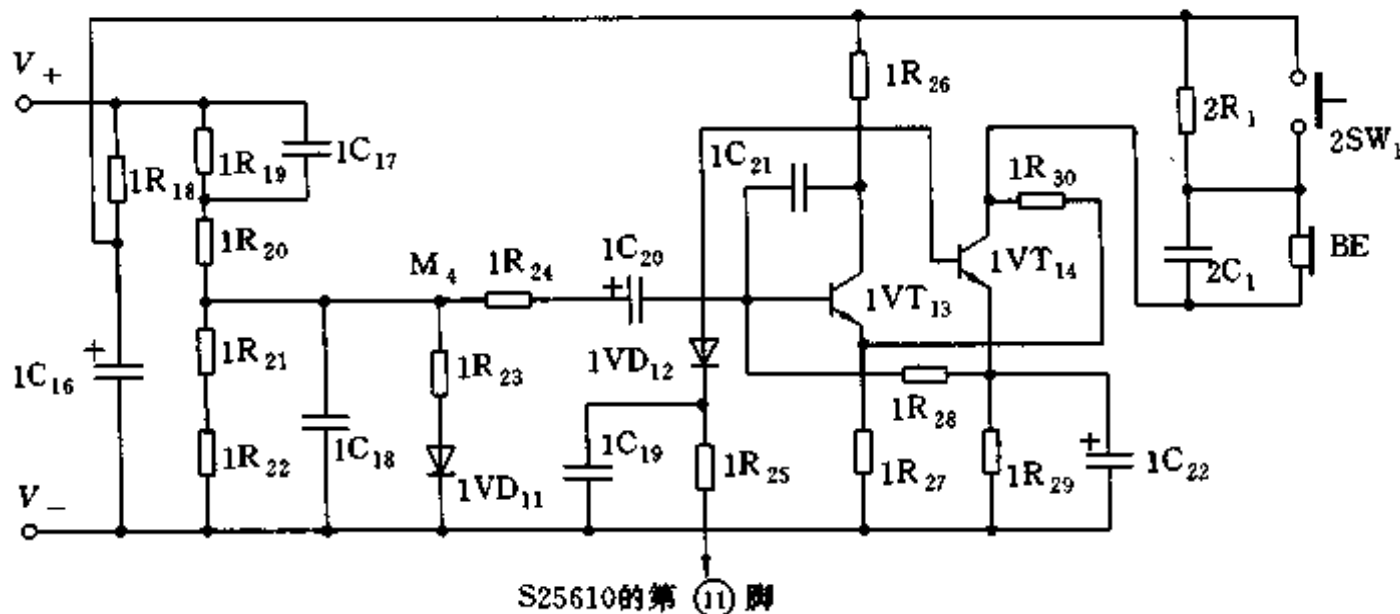 V+
1R26
2R1
2SW1
1R19
1C17
1C21
1R18
1R30
1R20
1C20
BE
M4
1R24
1VT14
2C1
1VT13
1R21
1VD12
1R23
1C16
1R28
1C19
1R22
1C18
1R25
1R27
1R29
1C22
1VD11
V−
S25610的第 ⑪ 脚